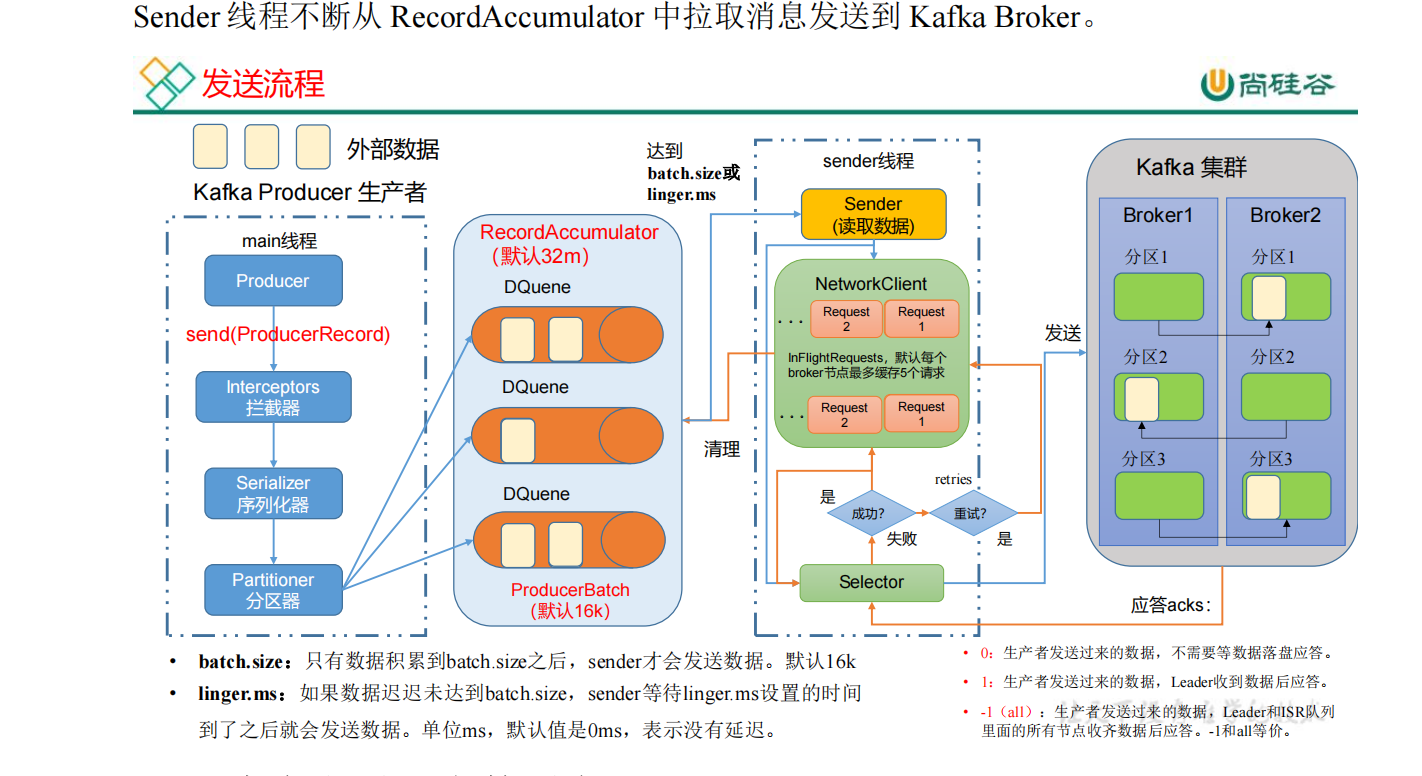 Sender 线程不断从 RecordAccumulator 中拉取消息发送到 Kafka Broker。
发送流程
尚硅谷
外部数据
Kafka Producer 生产者
main线程
Producer
send(ProducerRecord)
Interceptors
拦截器
Serializer
序列化器
Partitioner
分区器
RecordAccumulator
（默认32m）
DQuene
DQuene
DQuene
ProducerBatch
（默认16k）
达到
batch.size或
linger.ms
清理
sender线程
Sender
(读取数据)
NetworkClient
...
Request
2
Request
1
InFlightRequests，默认每个
broker节点最多缓存5个请求
...
Request
2
Request
1
是
成功?
失败
retries
重试?
是
Selector
发送
Kafka 集群
Broker1
分区1
分区2
分区3
Broker2
分区1
分区2
分区3
应答acks：
• batch.size：只有数据积累到batch.size之后，sender才会发送数据。默认16k
• linger.ms：如果数据迟迟未达到batch.size，sender等待linger.ms设置的时间
到了之后就会发送数据。单位ms，默认值是0ms，表示没有延迟。
• 0：生产者发送过来的数据，不需要等数据落盘应答。
• 1：生产者发送过来的数据，Leader收到数据后应答。
• -1（all）：生产者发送过来的数据，Leader和ISR队列
里面的所有节点收齐数据后应答。-1和all等价。